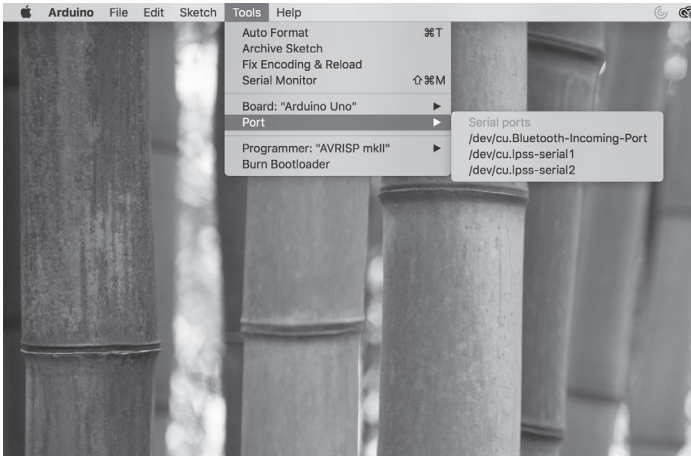 Arduino File Edit Sketch Tools Help
Auto Format ⌘T
Archive Sketch
Fix Encoding & Reload
Serial Monitor ⇧⌘M
Board: "Arduino Uno" ▶
Port ▶
Serial ports
/dev/cu.Bluetooth-Incoming-Port
/dev/cu.lpss-serial1
/dev/cu.lpss-serial2
Programmer: "AVRISP mkII" ▶
Burn Bootloader